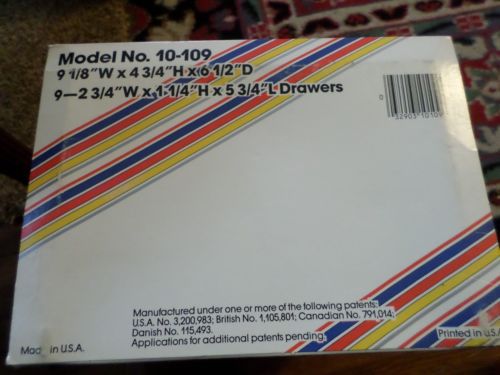 Model No. 10-109
9 1/8"W x 4 3/4"H x 6 1/2"D
9—2 3/4"W x 1-1/4"H x 5 3/4"L Drawers
0
32903 10109
Manufactured under one or more of the following patents:
U.S.A. No. 3,200,983; British No. 1,105,801; Canadian No. 791,014;
Danish No. 115,493.
Applications for additional patents pending.
Made in U.S.A.
Printed in U.S.A